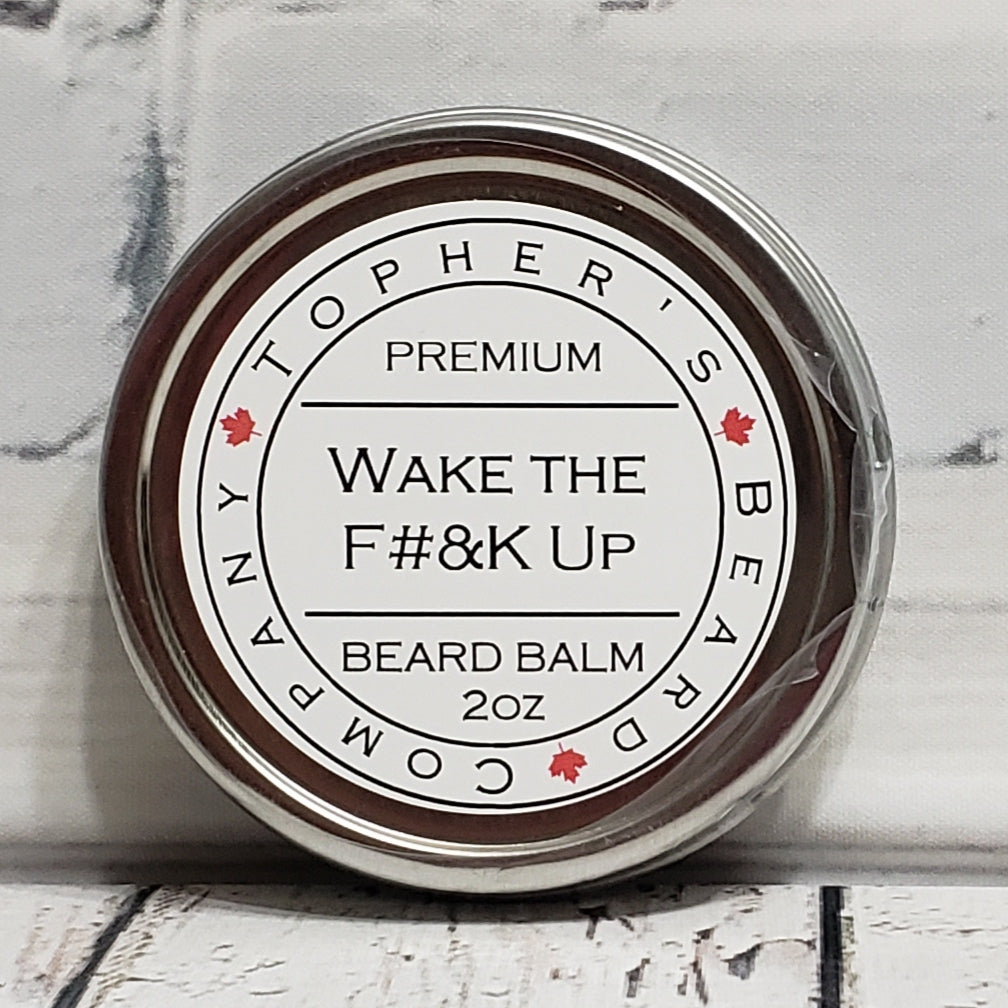 TOPHER'S BEARD COMPANY
PREMIUM
WAKE THE
F#&K UP
BEARD BALM
2OZ